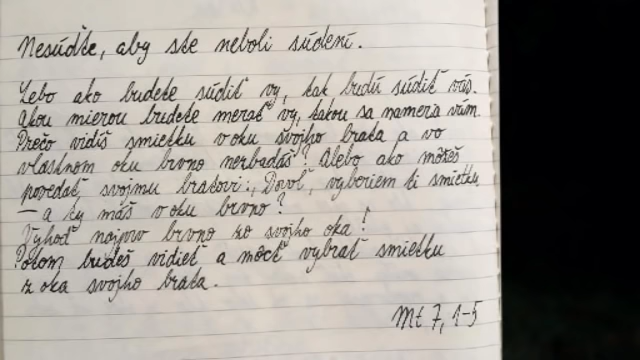 Nesúďte, aby ste neboli súdení.
Lebo ako budete súdiť vy, tak budú súdiť vás.
Akou mierou budete merať vy, takou sa nameria vám.
Prečo vidíš smietku v oku svojho brata a vo
vlastnom oku brvno nezbadáš? Alebo ako môžeš
povedať svojmu bratovi: „Dovoľ, vyberiem ti smietku
– a ty máš v oku brvno?
Vyhoď najprv brvno zo svojho oka!
Potom budeš vidieť a môcť vybrať smietku
z oka svojho brata.
Mt 7, 1-5